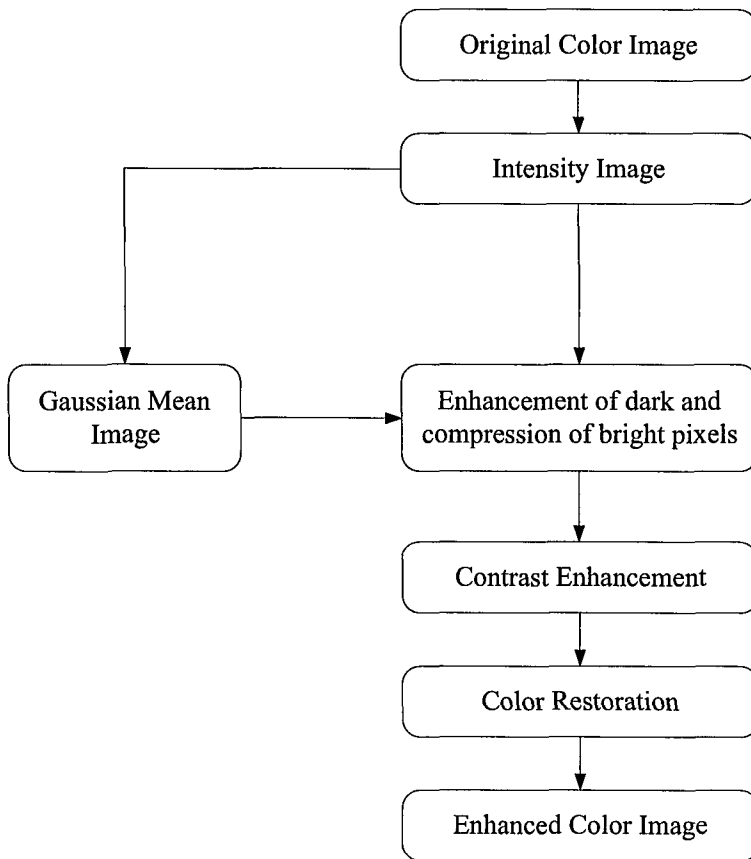 Original Color Image
Intensity Image
Gaussian Mean
Image
Enhancement of dark and
compression of bright pixels
Contrast Enhancement
Color Restoration
Enhanced Color Image